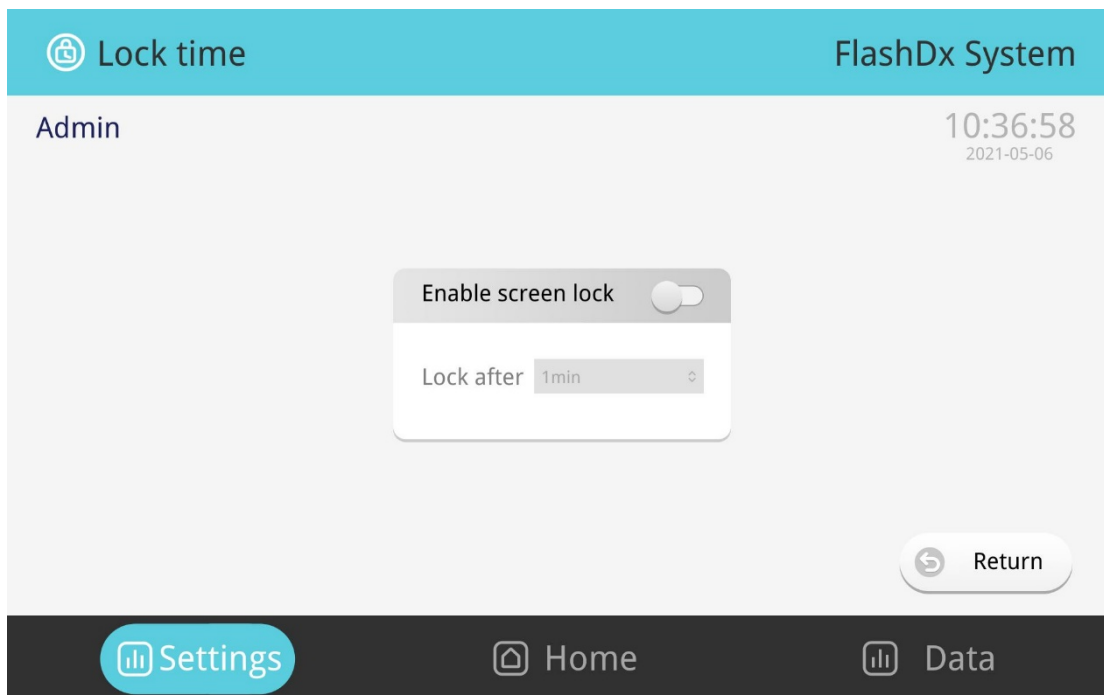 Lock time
FlashDx System
Admin
10:36:58
2021-05-06
Enable screen lock
Lock after 1min
Return
Settings
Home
Data